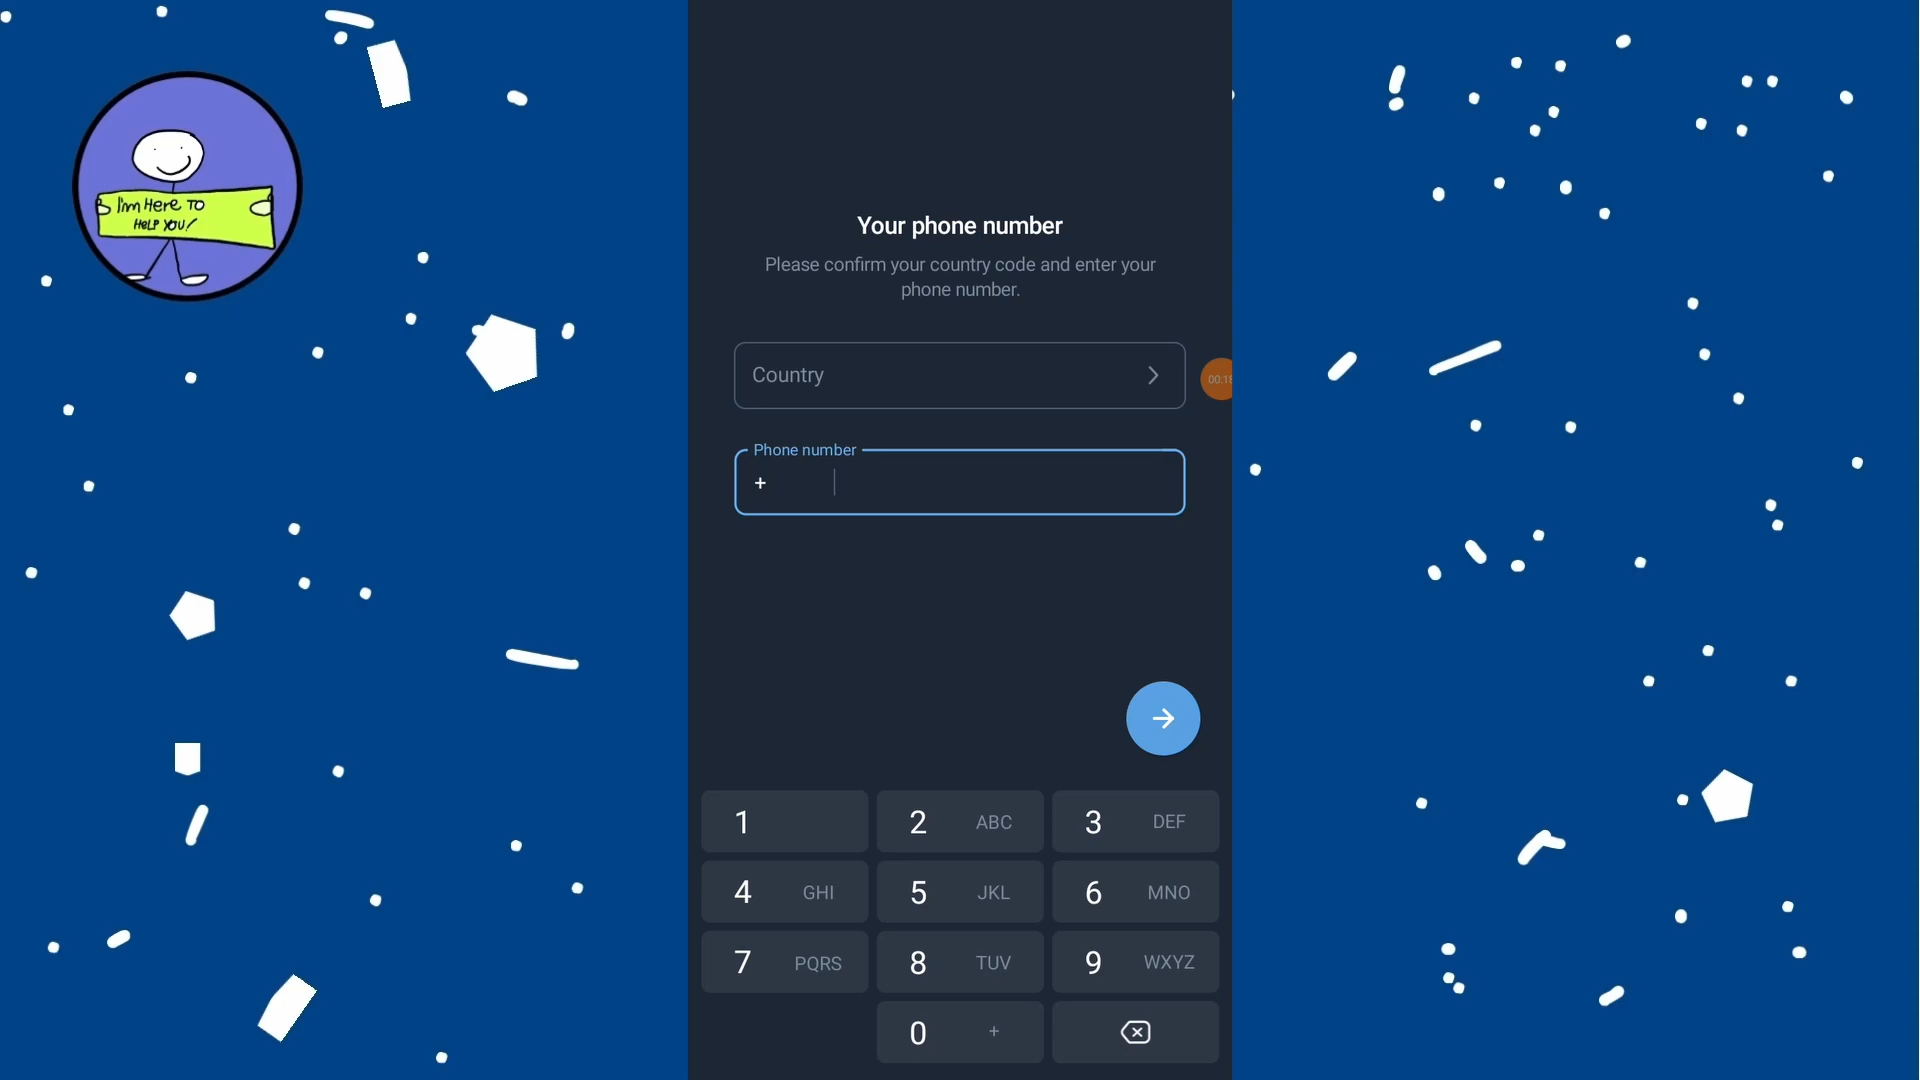 I'm HERE TO
HELP YOU!
Your phone number
Please confirm your country code and enter your
phone number.
Country
00:18
Phone number
+
1
2 ABC
3 DEF
4 GHI
5 JKL
6 MNO
7 PQRS
8 TUV
9 WXYZ
0 +